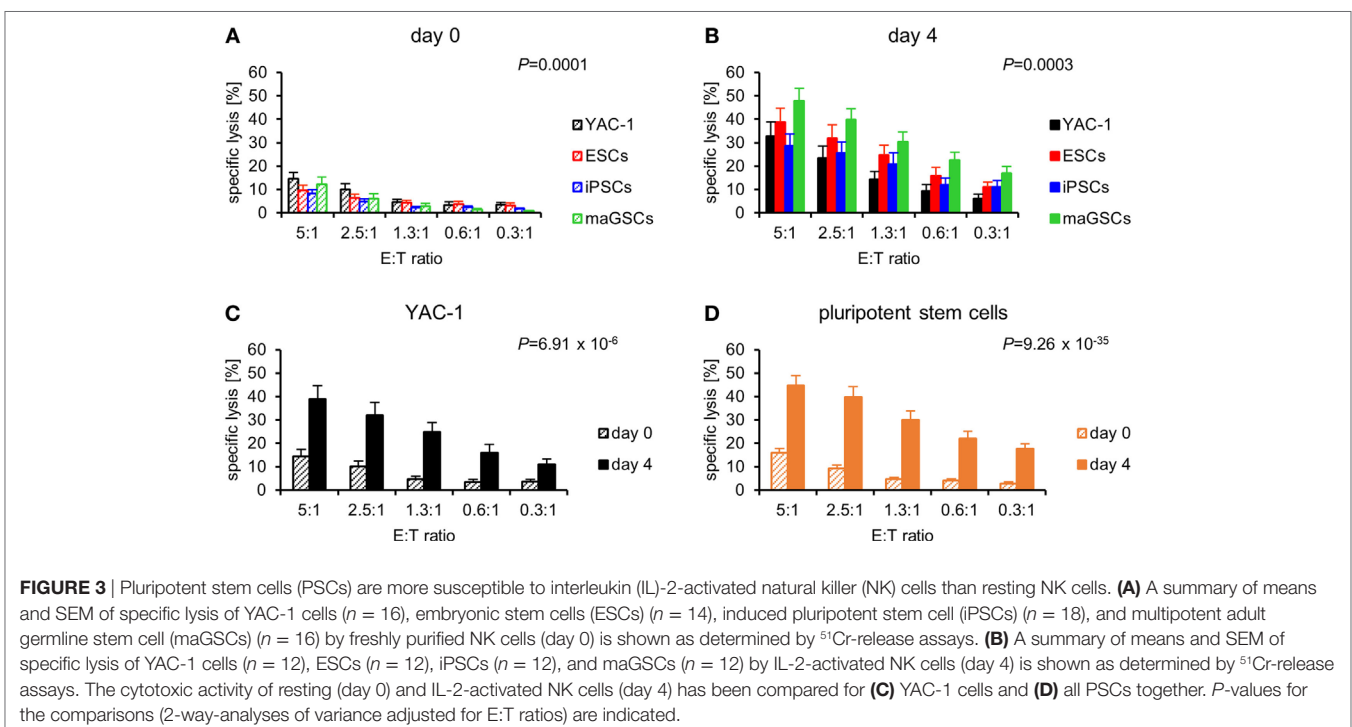 A day 0
P=0.0001
specific lysis [%]
60
50
40
30
20
10
0
5:1 2.5:1 1.3:1 0.6:1 0.3:1
E:T ratio
YAC-1
ESCs
iPSCs
maGSCs
B day 4
P=0.0003
specific lysis [%]
60
50
40
30
20
10
0
5:1 2.5:1 1.3:1 0.6:1 0.3:1
E:T ratio
YAC-1
ESCs
iPSCs
maGSCs
C YAC-1
P=6.91 x 10⁻⁶
specific lysis [%]
60
50
40
30
20
10
0
5:1 2.5:1 1.3:1 0.6:1 0.3:1
E:T ratio
day 0
day 4
D pluripotent stem cells
P=9.26 x 10⁻³⁵
specific lysis [%]
60
50
40
30
20
10
0
5:1 2.5:1 1.3:1 0.6:1 0.3:1
E:T ratio
day 0
day 4
FIGURE 3 | Pluripotent stem cells (PSCs) are more susceptible to interleukin (IL)-2-activated natural killer (NK) cells than resting NK cells. (A) A summary of means
and SEM of specific lysis of YAC-1 cells (n = 16), embryonic stem cells (ESCs) (n = 14), induced pluripotent stem cell (iPSCs) (n = 18), and multipotent adult
germline stem cell (maGSCs) (n = 16) by freshly purified NK cells (day 0) is shown as determined by ⁵¹Cr-release assays. (B) A summary of means and SEM of
specific lysis of YAC-1 cells (n = 12), ESCs (n = 12), iPSCs (n = 12), and maGSCs (n = 12) by IL-2-activated NK cells (day 4) is shown as determined by ⁵¹Cr-release
assays. The cytotoxic activity of resting (day 0) and IL-2-activated NK cells (day 4) has been compared for (C) YAC-1 cells and (D) all PSCs together. P-values for
the comparisons (2-way-analyses of variance adjusted for E:T ratios) are indicated.